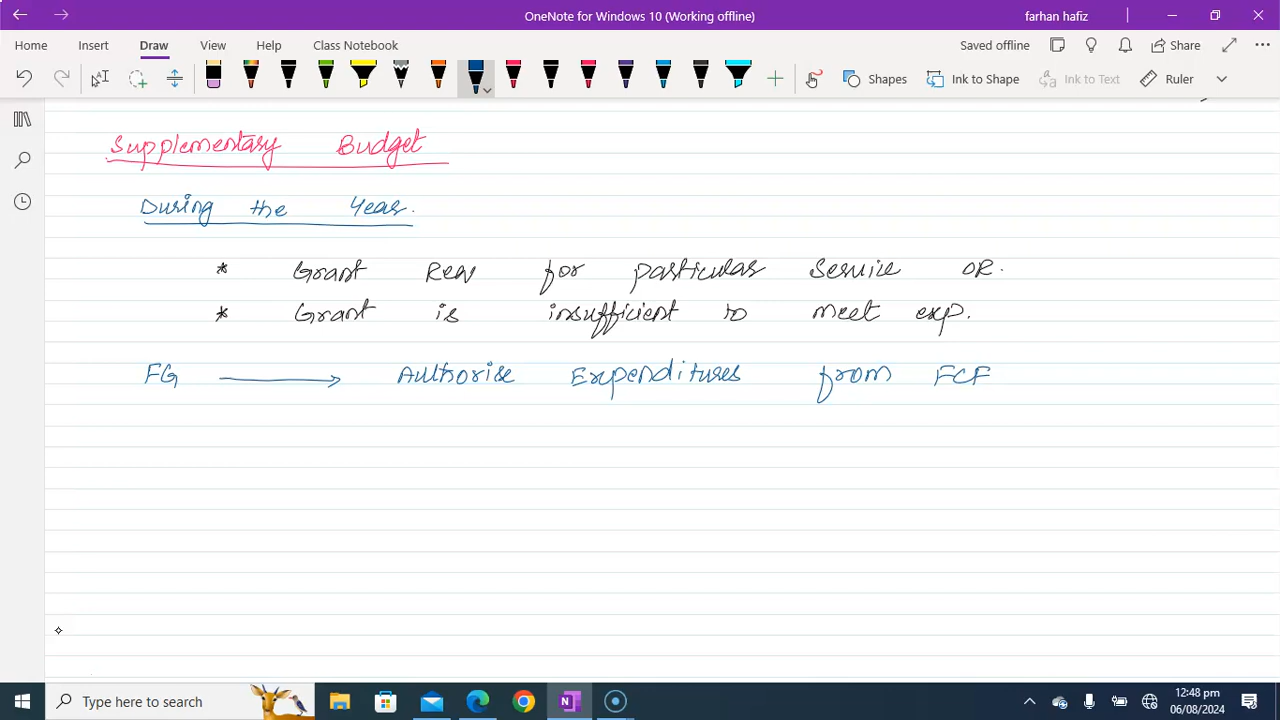 OneNote for Windows 10 (Working offline)
farhan hafiz
Home Insert Draw View Help Class Notebook
Saved offline Share
Shapes Ink to Shape Ink to Text Ruler
Supplementary Budget
During the Year.
* Grant for particular Service OR.
* Grant is insufficient to meet exp.
FG → Authorise Expenditures from FCF
Type here to search
12:48 pm
06/08/2024